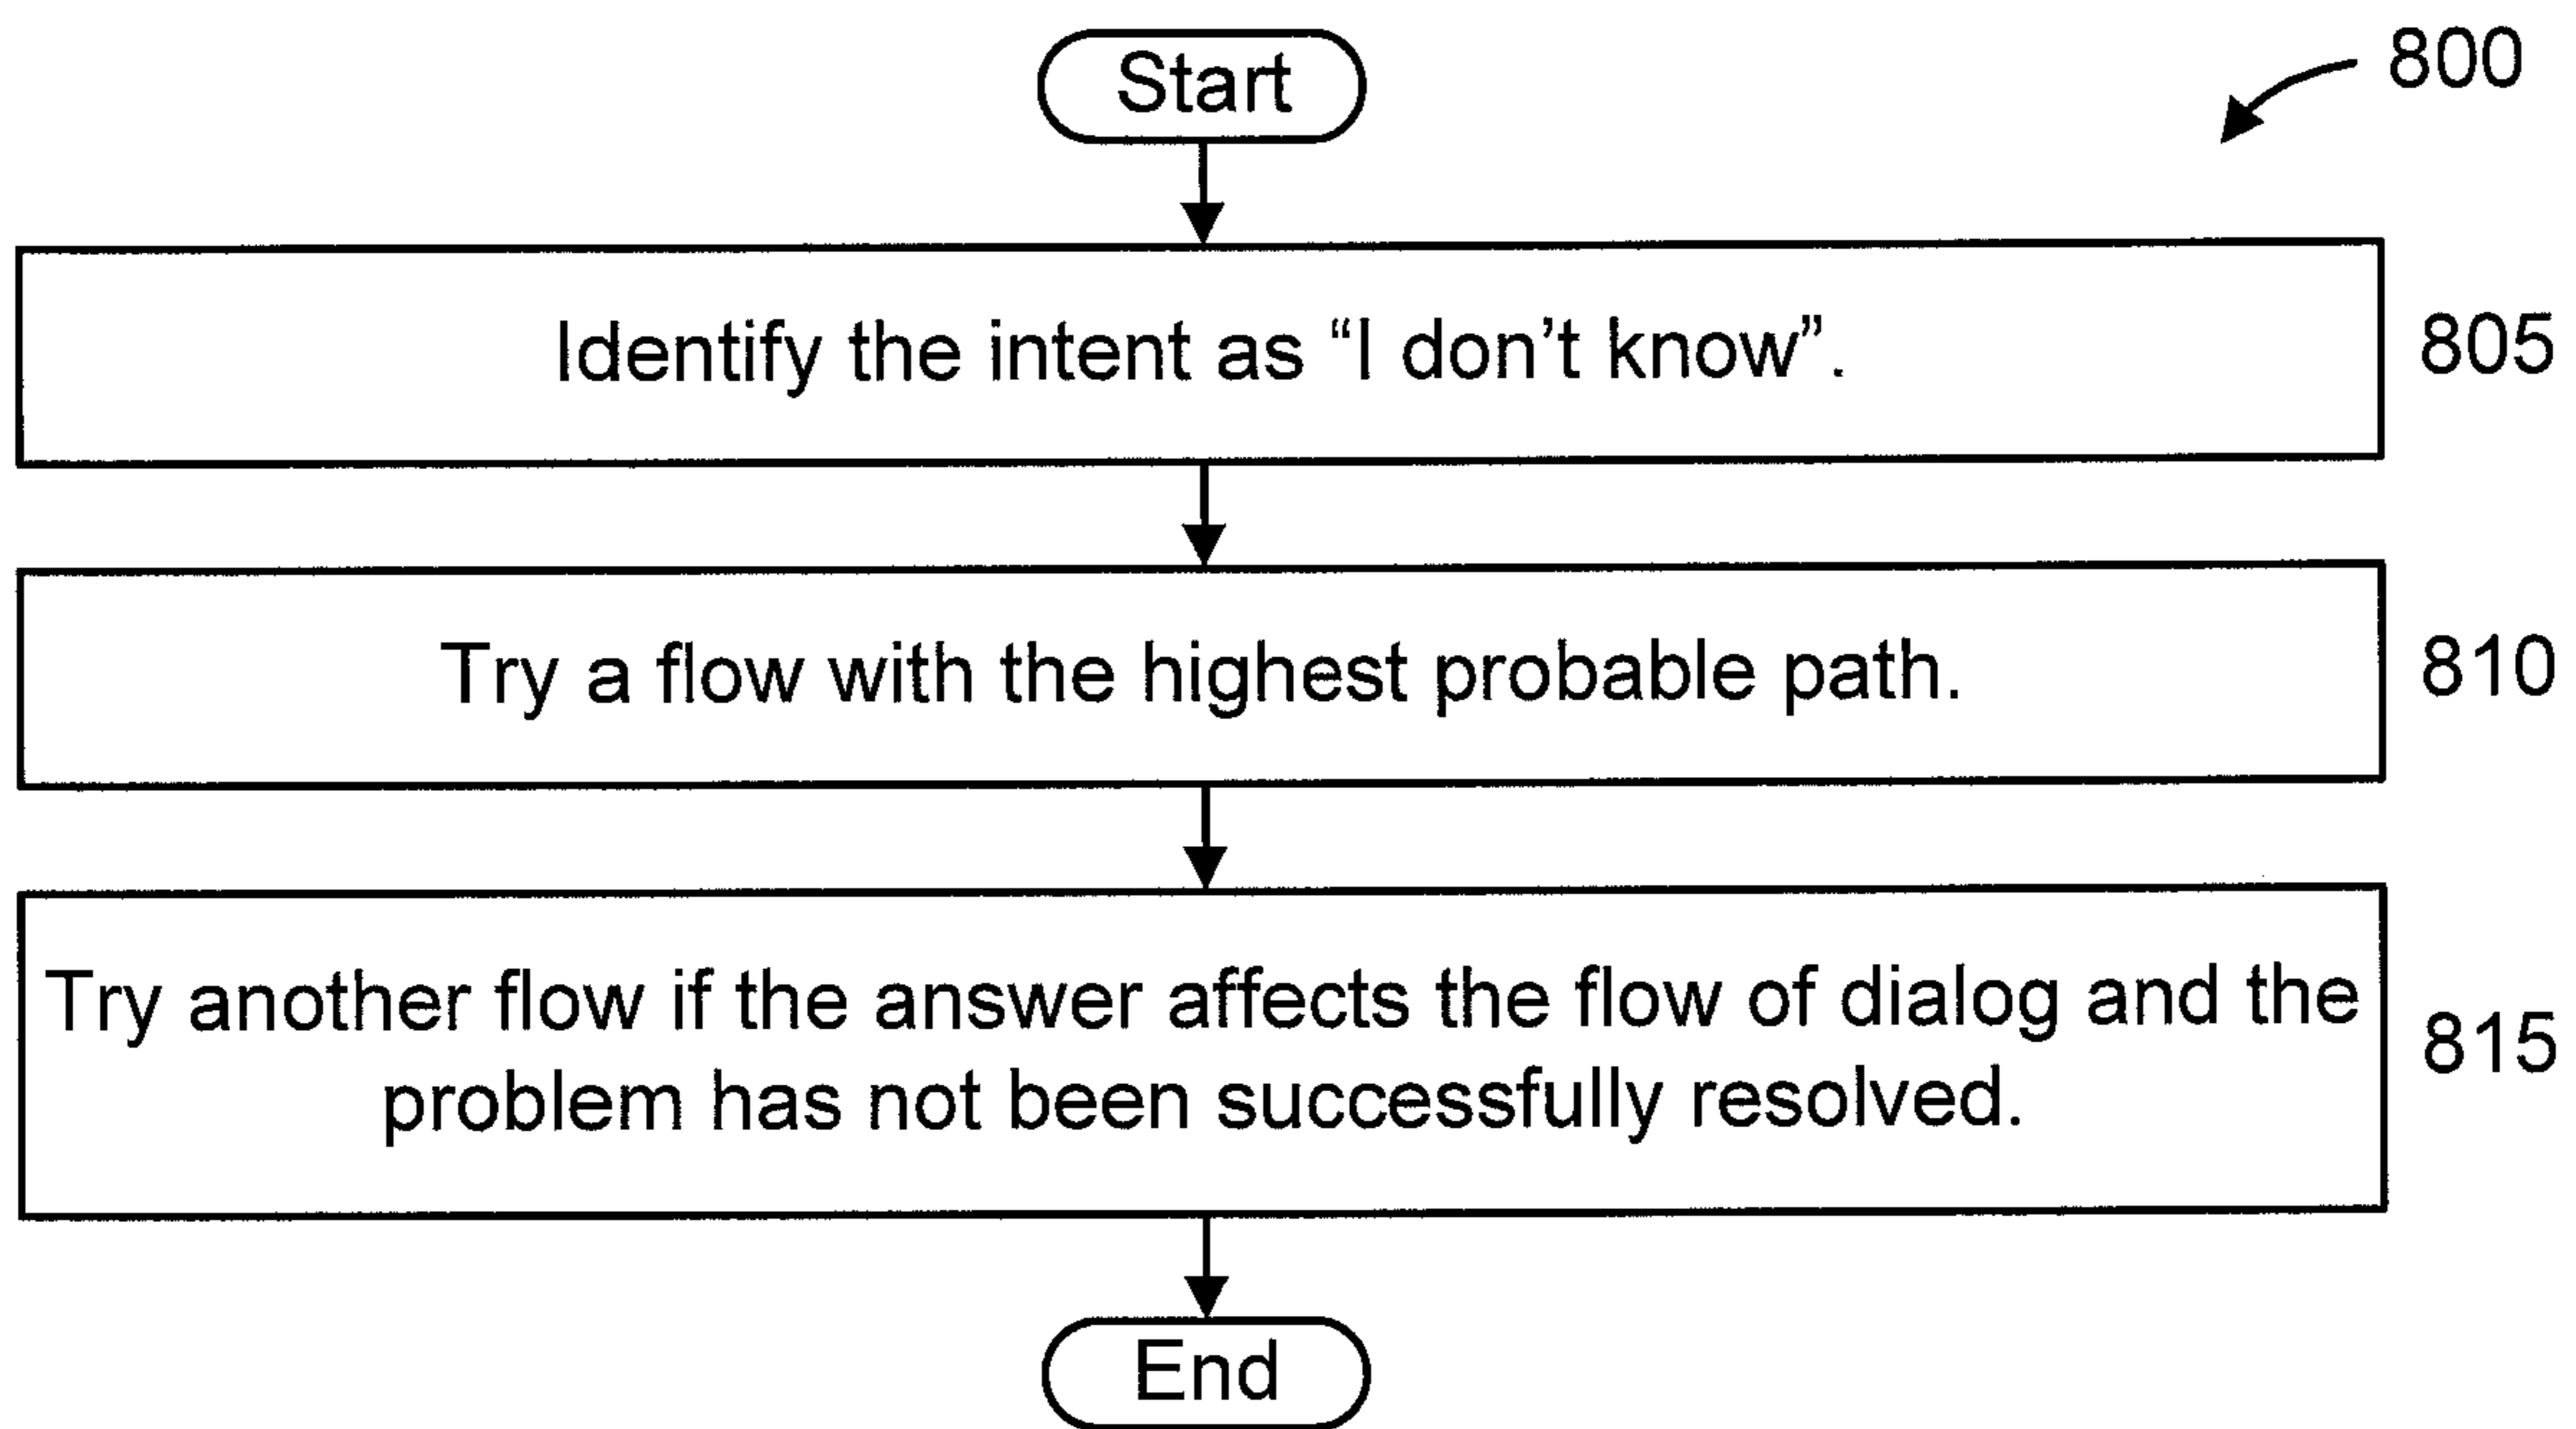 Start
800
Identify the intent as “I don’t know”.
805
Try a flow with the highest probable path.
810
Try another flow if the answer affects the flow of dialog and the
problem has not been successfully resolved.
815
End